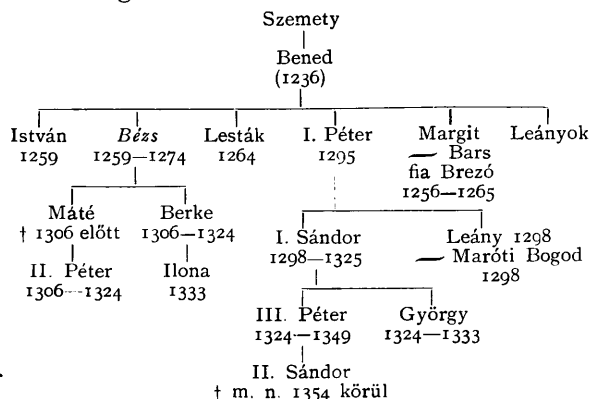 Szemety
Bened
(1236)
István Bézs Lesták I. Péter Margit Leányok
1259 1259—1274 1264 1295 — Bars
fia Brezó
1256—1265
Máté Berke I. Sándor Leány 1298
† 1306 előtt 1306—1324 1298—1325 — Maróti Bogod
1298
II. Péter Ilona
1306—1324 1333
III. Péter György
1324—1349 1324—1333
II. Sándor
† m. n. 1354 körül